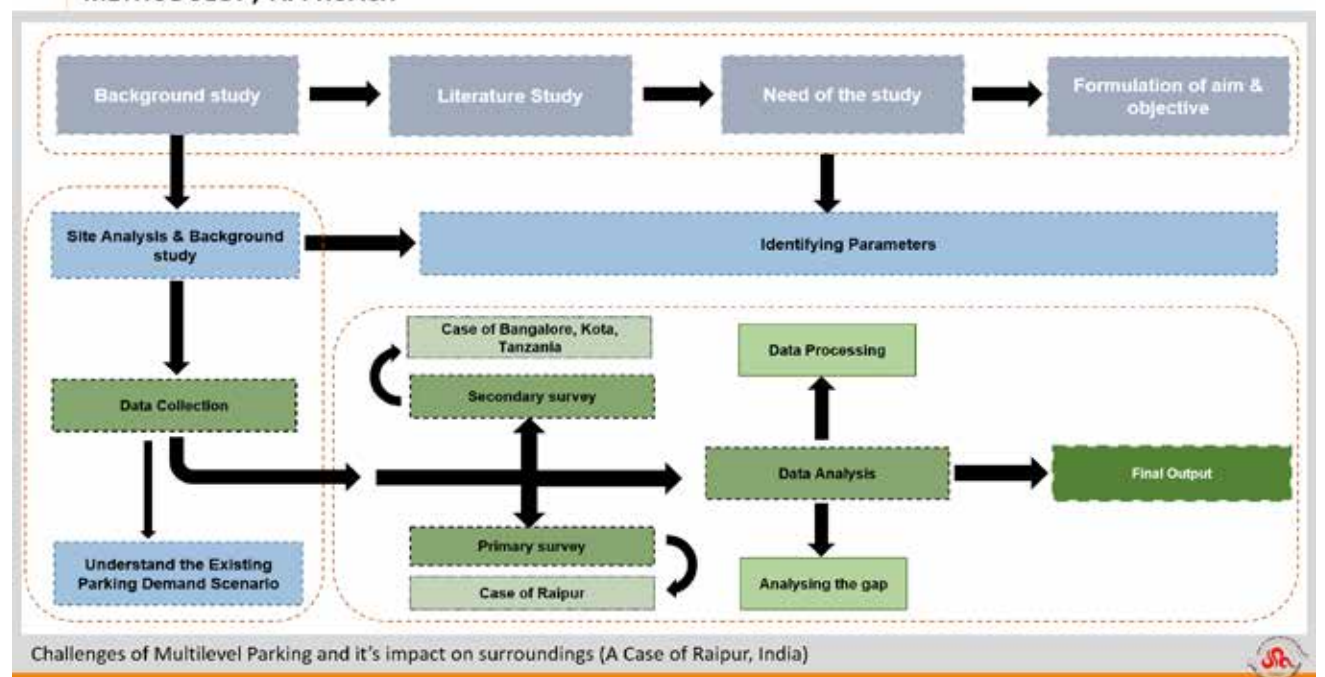 Background study
Literature Study
Need of the study
Formulation of aim &
objective
Site Analysis & Background
study
Identifying Parameters
Case of Bangalore, Kota,
Tanzania
Data Processing
Data Collection
Secondary survey
Data Analysis
Final Output
Primary survey
Understand the Existing
Parking Demand Scenario
Case of Raipur
Analysing the gap
Challenges of Multilevel Parking and it's impact on surroundings (A Case of Raipur, India)